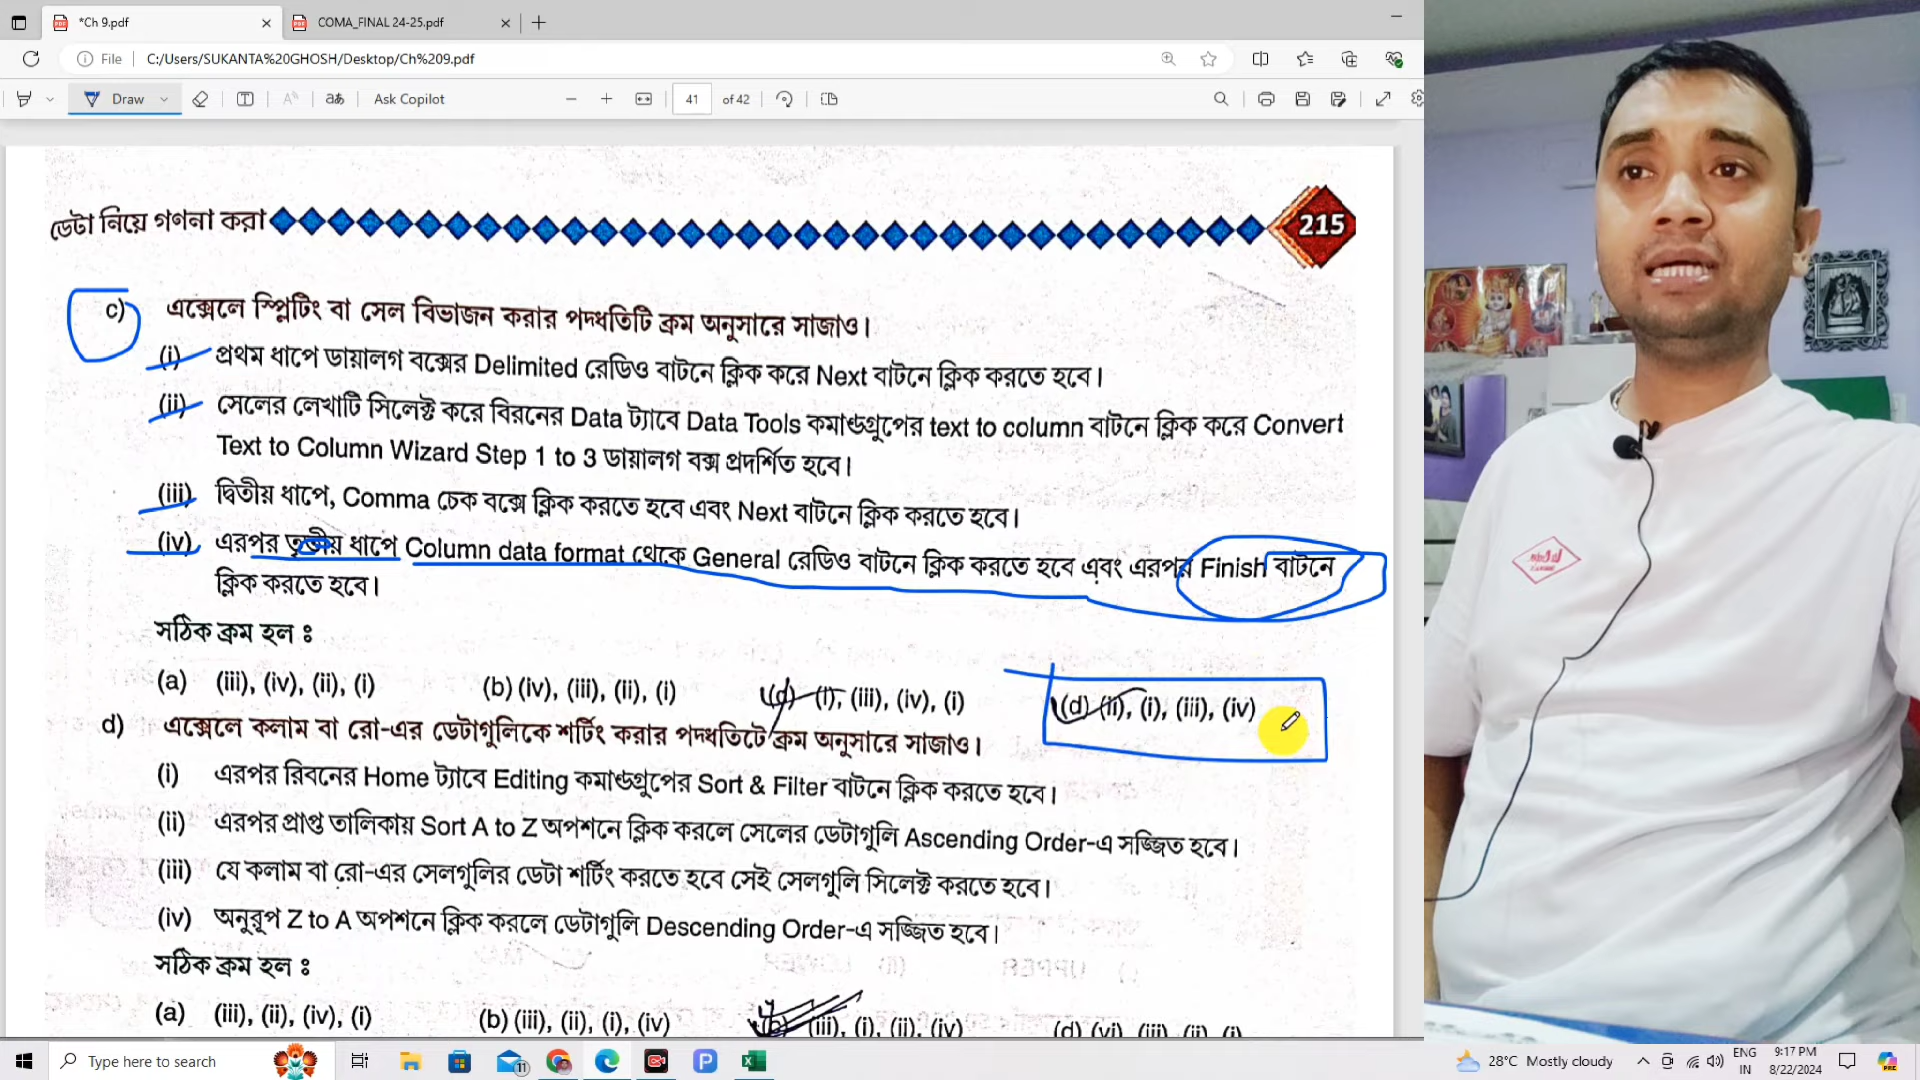 *Ch 9.pdf
COMA_FINAL 24-25.pdf
File C:/Users/SUKANTA%20GHOSH/Desktop/Ch%209.pdf
Draw
Ask Copilot
41 of 42
ডেটা নিয়ে গণনা করা 215
c) এক্সেলে স্প্লিটিং বা সেল বিভাজন করার পদ্ধতিটি ক্রম অনুসারে সাজাও।
(i) প্রথম ধাপে ডায়ালগ বক্সের Delimited রেডিও বাটনে ক্লিক করে Next বাটনে ক্লিক করতে হবে।
(ii) সেলের লেখাটি সিলেক্ট করে বিরনের Data ট্যাবে Data Tools কমান্ডগ্রুপের text to column বাটনে ক্লিক করে Convert
Text to Column Wizard Step 1 to 3 ডায়ালগ বক্স প্রদর্শিত হবে।
(iii) দ্বিতীয় ধাপে, Comma চেক বক্সে ক্লিক করতে হবে এবং Next বাটনে ক্লিক করতে হবে।
(iv) এরপর তৃতীয় ধাপে Column data format থেকে General রেডিও বাটনে ক্লিক করতে হবে এবং এরপর Finish বাটনে
ক্লিক করতে হবে।
সঠিক ক্রম হল ঃ
(a) (iii), (iv), (ii), (i) (b) (iv), (iii), (ii), (i) (i), (iii), (iv), (i) (d) (ii), (i), (iii), (iv)
d) এক্সেলে কলাম বা রো-এর ডেটাগুলিকে শর্টিং করার পদ্ধতিটে ক্রম অনুসারে সাজাও।
(i) এরপর রিবনের Home ট্যাবে Editing কমান্ডগ্রুপের Sort & Filter বাটনে ক্লিক করতে হবে।
(ii) এরপর প্রাপ্ত তালিকায় Sort A to Z অপশনে ক্লিক করলে সেলের ডেটাগুলি Ascending Order-এ সজ্জিত হবে।
(iii) যে কলাম বা রো-এর সেলগুলির ডেটা শর্টিং করতে হবে সেই সেলগুলি সিলেক্ট করতে হবে।
(iv) অনুরূপ Z to A অপশনে ক্লিক করলে ডেটাগুলি Descending Order-এ সজ্জিত হবে।
সঠিক ক্রম হল ঃ
(a) (iii), (ii), (iv), (i) (b) (iii), (ii), (i), (iv) (iii), (i), (ii), (iv) (d) (vi), (iii), (ii), (i)
Type here to search
11
28°C Mostly cloudy
ENG
IN
9:17 PM
8/22/2024